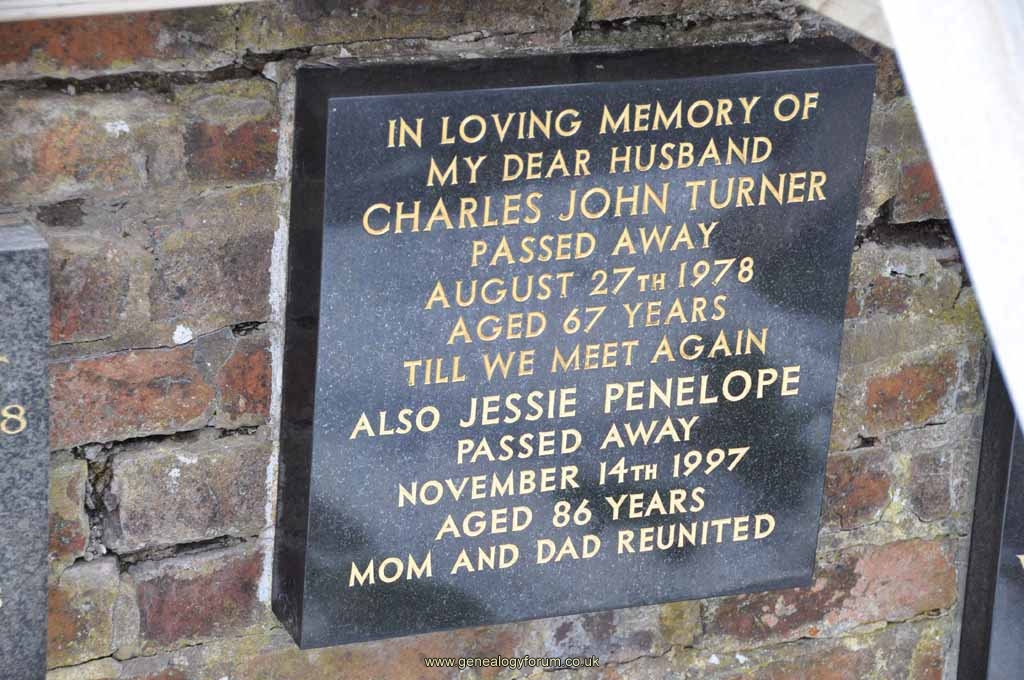 IN LOVING MEMORY OF
MY DEAR HUSBAND
CHARLES JOHN TURNER
PASSED AWAY
AUGUST 27TH 1978
AGED 67 YEARS
TILL WE MEET AGAIN
ALSO JESSIE PENELOPE
PASSED AWAY
NOVEMBER 14TH 1997
AGED 86 YEARS
MOM AND DAD REUNITED
8
www.genealogyforum.co.uk